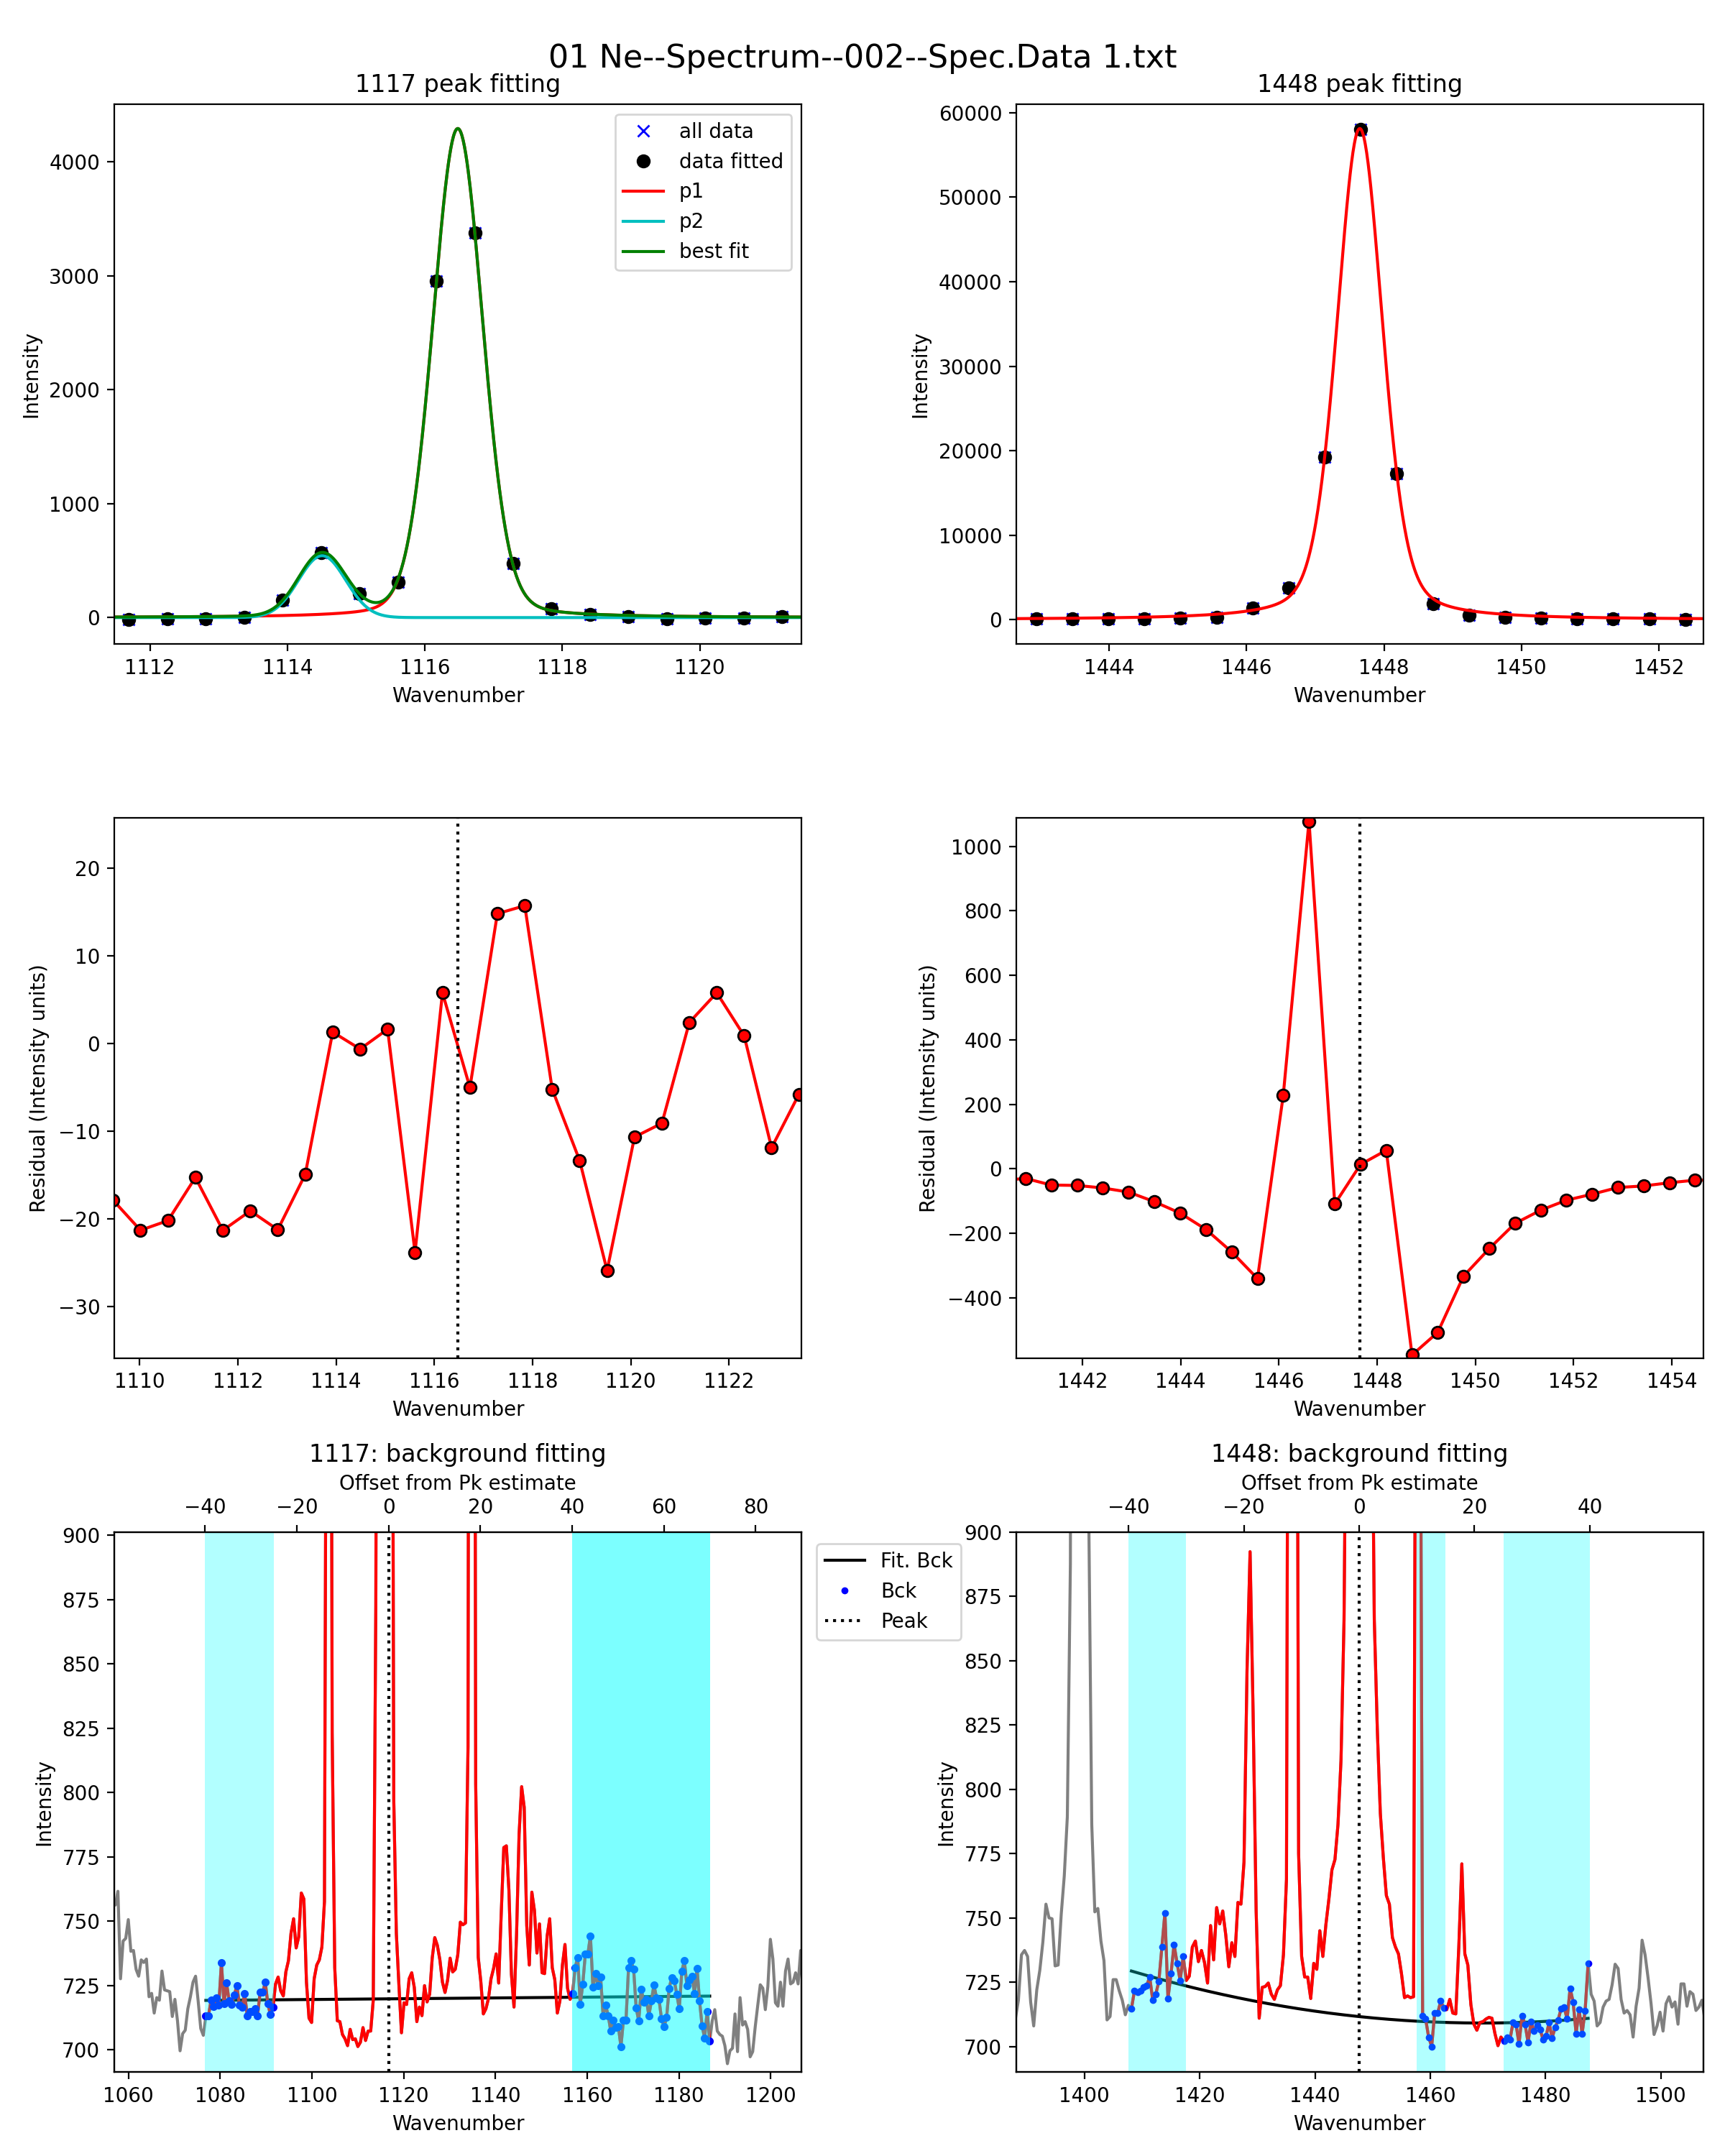 01 Ne--Spectrum--002--Spec.Data 1.txt
1117 peak fitting
Intensity
4000
3000
2000
1000
0
1112 1114 1116 1118 1120
Wavenumber
all data
data fitted
p1
p2
best fit
1448 peak fitting
Intensity
60000
50000
40000
30000
20000
10000
0
1444 1446 1448 1450 1452
Wavenumber
Residual (Intensity units)
20
10
0
−10
−20
−30
1110 1112 1114 1116 1118 1120 1122
Wavenumber
Residual (Intensity units)
1000
800
600
400
200
0
−200
−400
1442 1444 1446 1448 1450 1452 1454
Wavenumber
1117: background fitting
Offset from Pk estimate
−40 −20 0 20 40 60 80
Intensity
900
875
850
825
800
775
750
725
700
1060 1080 1100 1120 1140 1160 1180 1200
Wavenumber
Fit. Bck
Bck
Peak
1448: background fitting
Offset from Pk estimate
−40 −20 0 20 40
Intensity
900
875
850
825
800
775
750
725
700
1400 1420 1440 1460 1480 1500
Wavenumber